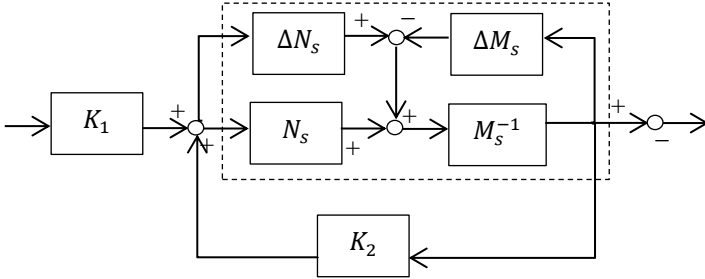 + −
ΔN_s ΔM_s
K_1 + + N_s + + M_s^{-1} + −
K_2